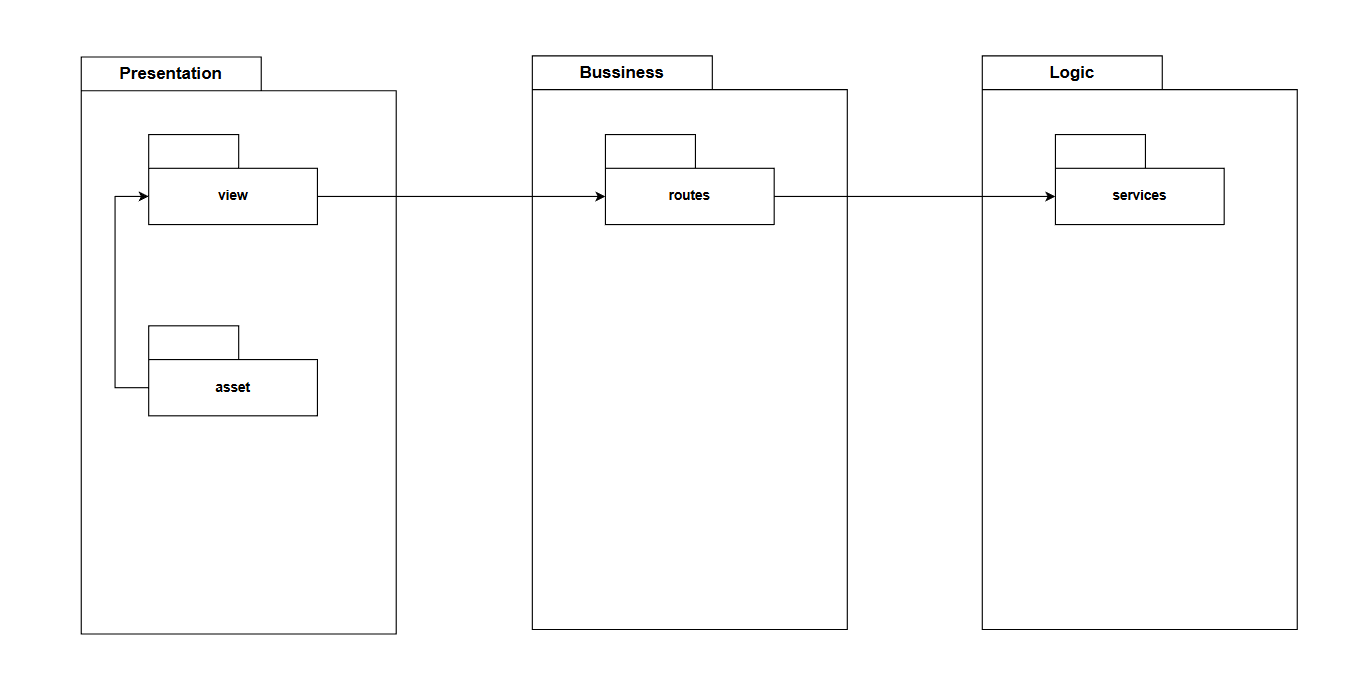 Presentation
Bussiness
Logic
view
routes
services
asset